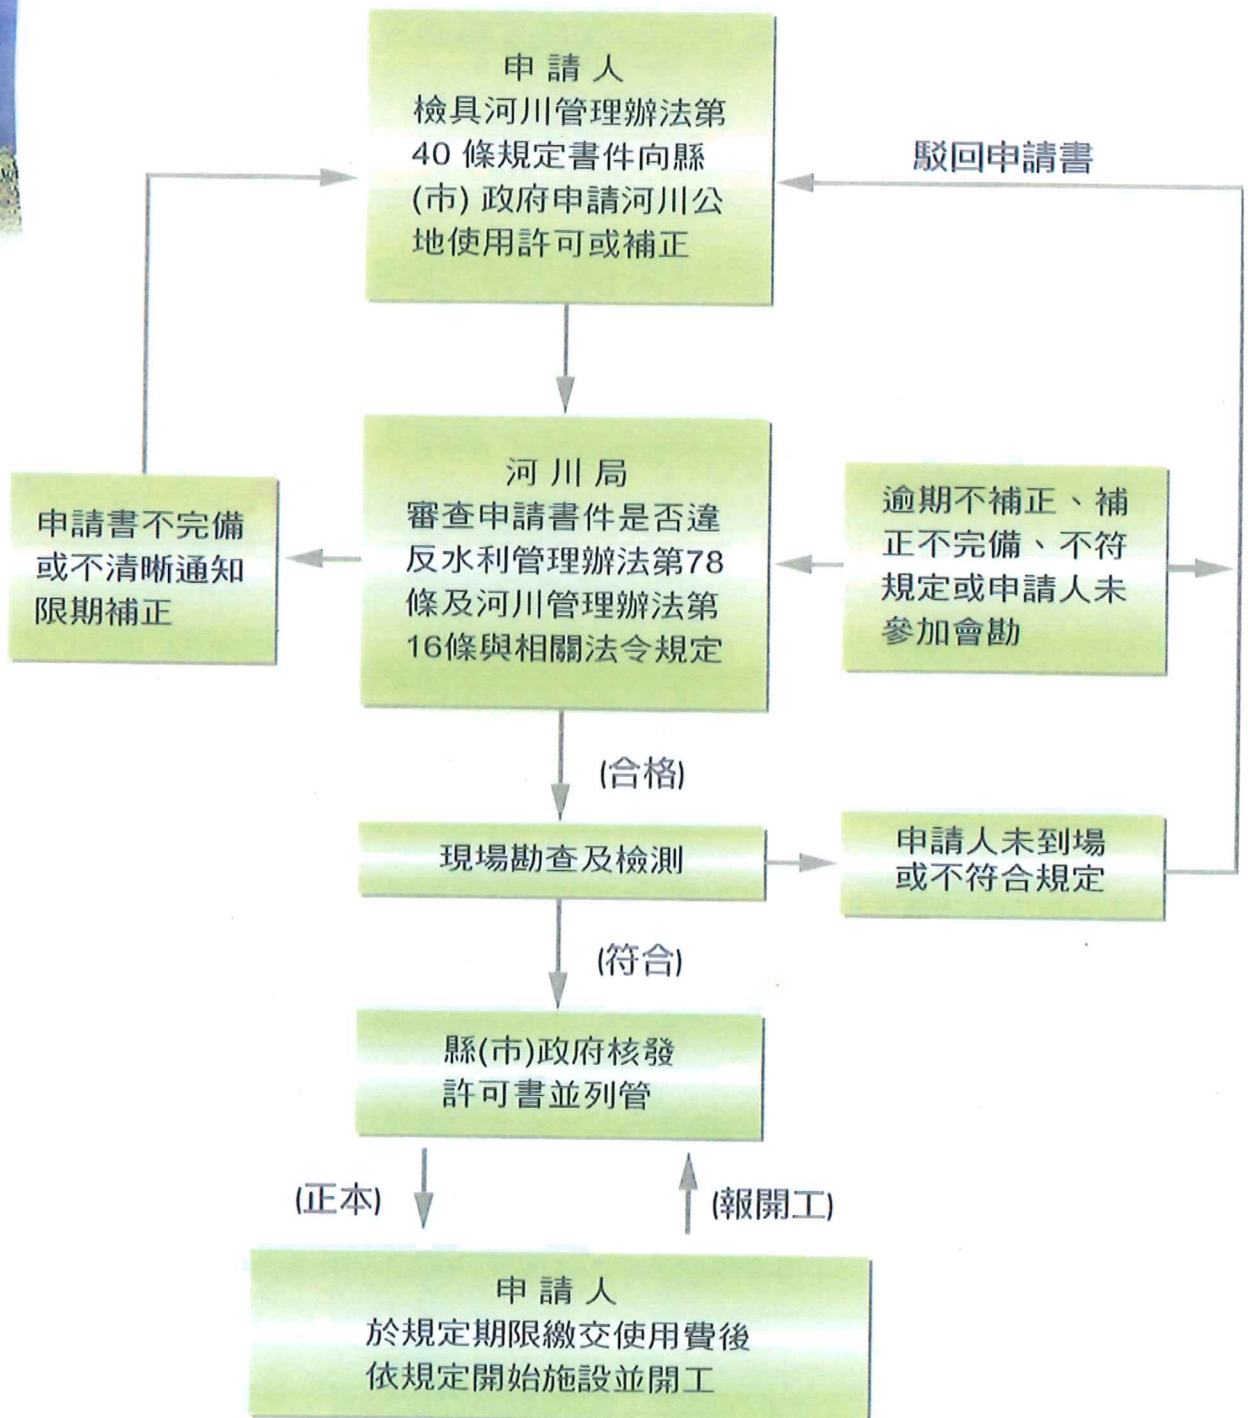 申請人
檢具河川管理辦法第
40 條規定書件向縣
(市) 政府申請河川公
地使用許可或補正
駁回申請書
河川局
審查申請書件是否違
反水利管理辦法第78
條及河川管理辦法第
16條與相關法令規定
申請書不完備
或不清晰通知
限期補正
逾期不補正、補
正不完備、不符
規定或申請人未
參加會勘
(合格)
現場勘查及檢測
申請人未到場
或不符合規定
(符合)
縣(市)政府核發
許可書並列管
(正本)
(報開工)
申請人
於規定期限繳交使用費後
依規定開始施設並開工